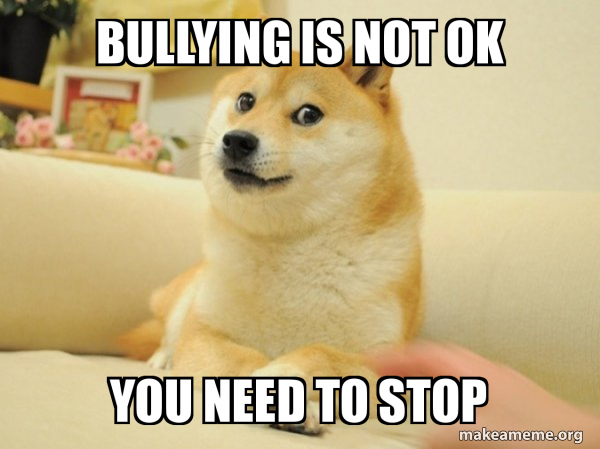 BULLYING IS NOT OK
YOU NEED TO STOP
makeameme.org